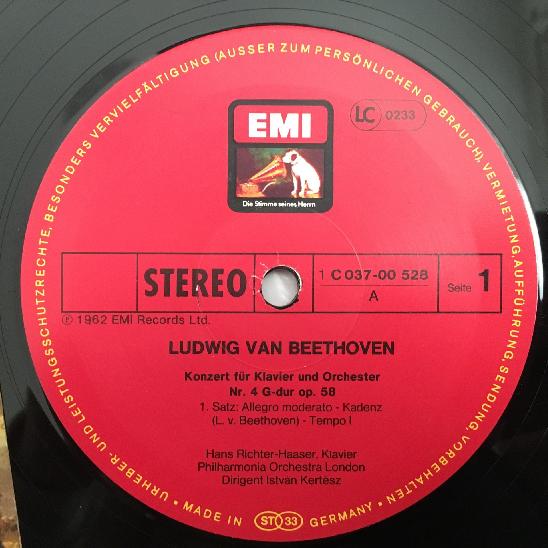 URHEBER- UND LEISTUNGSSCHUTZRECHTE, BESONDERS VERVIELFÄLTIGUNG (AUSSER ZUM PERSÖNLICHEN GEBRAUCH), VERMIETUNG, AUFFÜHRUNG, SENDUNG, VORBEHALTEN
EMI
LC 0233
Die Stimme seines Herrn
STEREO
1 C 037-00 528
A
Seite 1
℗ 1962 EMI Records Ltd.
LUDWIG VAN BEETHOVEN
Konzert für Klavier und Orchester
Nr. 4 G-dur op. 58
1. Satz: Allegro moderato - Kadenz
(L. v. Beethoven) - Tempo I
Hans Richter-Haaser, Klavier
Philharmonia Orchestra London
Dirigent Istvan Kertèsz
• MADE IN ST 33 GERMANY •